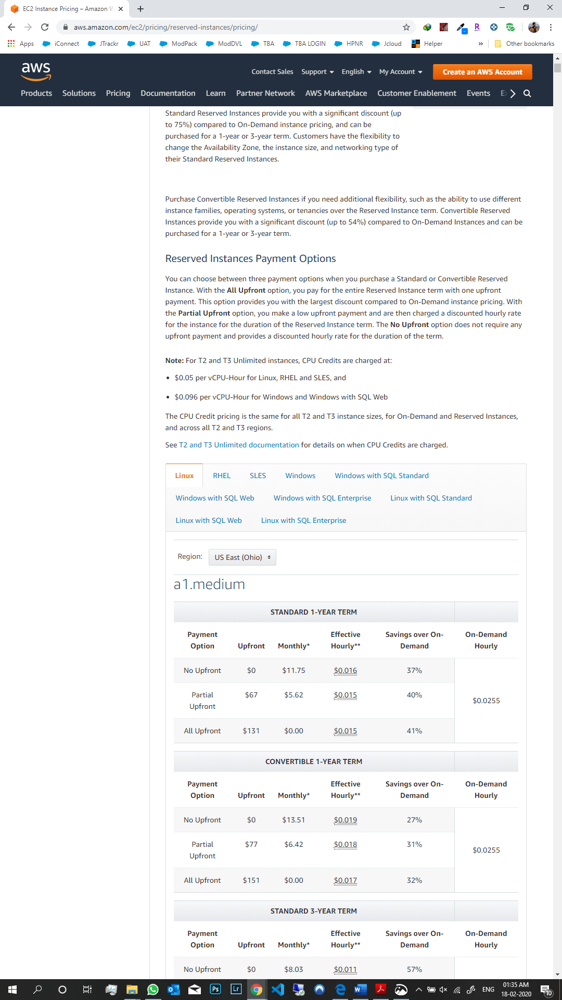 EC2 Instance Pricing – Amazon W
aws.amazon.com/ec2/pricing/reserved-instances/pricing/
Apps iConnect JTrackr UAT ModPack ModDVL TBA TBA LOGIN HPNR Jcloud Helper » Other bookmarks
aws
Contact Sales Support English My Account Create an AWS Account
Products Solutions Pricing Documentation Learn Partner Network AWS Marketplace Customer Enablement Events
Standard Reserved Instances provide you with a significant discount (up
to 75%) compared to On-Demand instance pricing, and can be
purchased for a 1-year or 3-year term. Customers have the flexibility to
change the Availability Zone, the instance size, and networking type of
their Standard Reserved Instances.
Purchase Convertible Reserved Instances if you need additional flexibility, such as the ability to use different
instance families, operating systems, or tenancies over the Reserved Instance term. Convertible Reserved
Instances provide you with a significant discount (up to 54%) compared to On-Demand Instances and can be
purchased for a 1-year or 3-year term.
Reserved Instances Payment Options
You can choose between three payment options when you purchase a Standard or Convertible Reserved
Instance. With the All Upfront option, you pay for the entire Reserved Instance term with one upfront
payment. This option provides you with the largest discount compared to On-Demand instance pricing. With
the Partial Upfront option, you make a low upfront payment and are then charged a discounted hourly rate
for the instance for the duration of the Reserved Instance term. The No Upfront option does not require any
upfront payment and provides a discounted hourly rate for the duration of the term.
Note: For T2 and T3 Unlimited instances, CPU Credits are charged at:
• $0.05 per vCPU-Hour for Linux, RHEL and SLES, and
• $0.096 per vCPU-Hour for Windows and Windows with SQL Web
The CPU Credit pricing is the same for all T2 and T3 instance sizes, for On-Demand and Reserved Instances,
and across all T2 and T3 regions.
See T2 and T3 Unlimited documentation for details on when CPU Credits are charged.
Linux RHEL SLES Windows Windows with SQL Standard
Windows with SQL Web Windows with SQL Enterprise Linux with SQL Standard
Linux with SQL Web Linux with SQL Enterprise
Region: US East (Ohio)
a1.medium
STANDARD 1-YEAR TERM
Payment Option Upfront Monthly* Effective Hourly** Savings over On-Demand On-Demand Hourly
No Upfront $0 $11.75 $0.016 37%
Partial Upfront $67 $5.62 $0.015 40% $0.0255
All Upfront $131 $0.00 $0.015 41%
CONVERTIBLE 1-YEAR TERM
Payment Option Upfront Monthly* Effective Hourly** Savings over On-Demand On-Demand Hourly
No Upfront $0 $13.51 $0.019 27%
Partial Upfront $77 $6.42 $0.018 31% $0.0255
All Upfront $151 $0.00 $0.017 32%
STANDARD 3-YEAR TERM
Payment Option Upfront Monthly* Effective Hourly** Savings over On-Demand On-Demand Hourly
No Upfront $0 $8.03 $0.011 57%
Ps Lr ENG 01:35 AM
18-02-2020 10